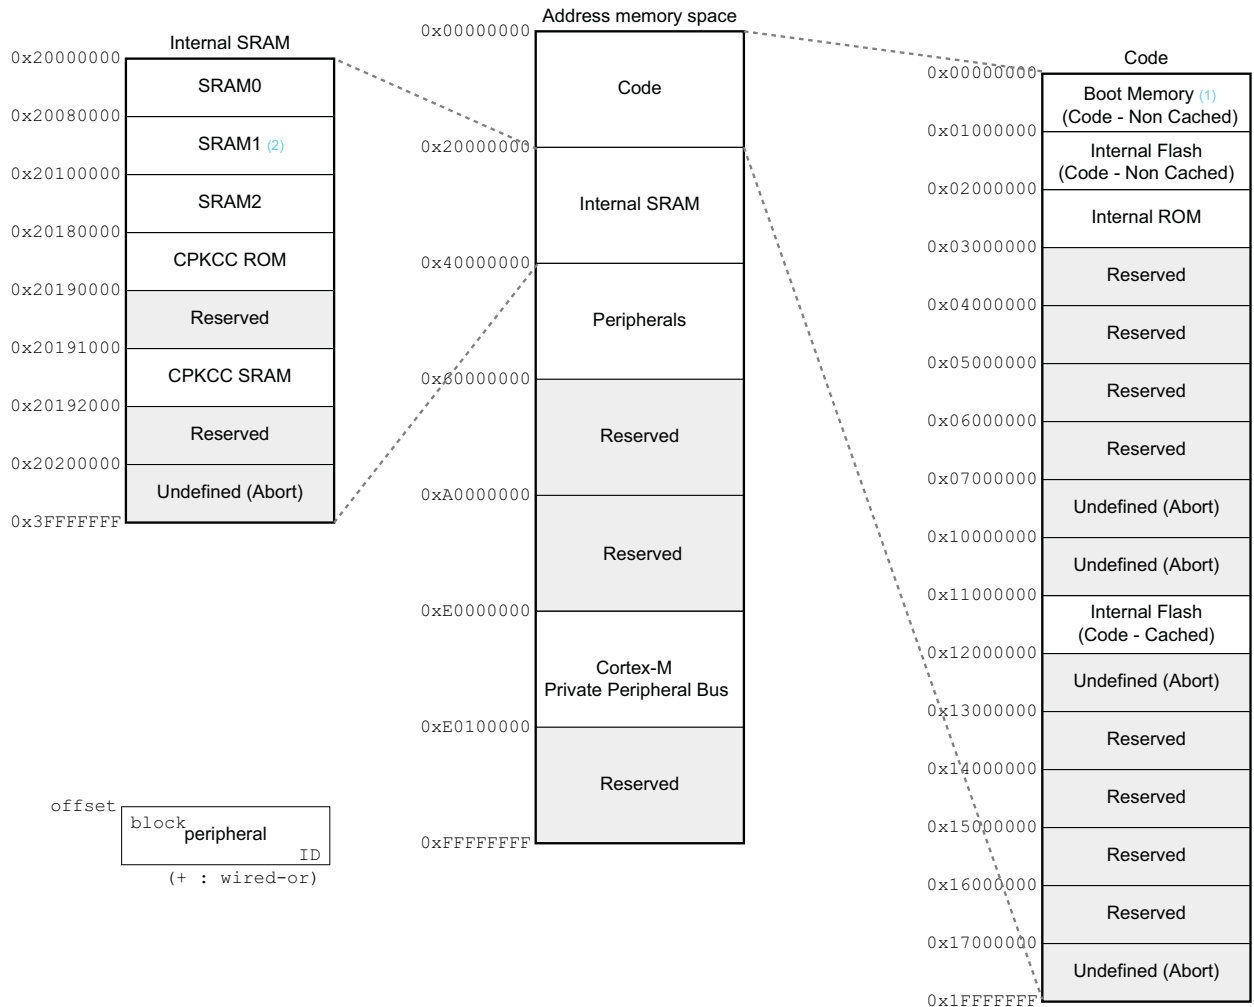 Internal SRAM
0x20000000
SRAM0
0x20080000
SRAM1 (2)
0x20100000
SRAM2
0x20180000
CPKCC ROM
0x20190000
Reserved
0x20191000
CPKCC SRAM
0x20192000
Reserved
0x20200000
Undefined (Abort)
0x3FFFFFFF
offset
block
peripheral
ID
(+ : wired-or)
Address memory space
0x00000000
Code
0x20000000
Internal SRAM
0x40000000
Peripherals
0x60000000
Reserved
0xA0000000
Reserved
0xE0000000
Cortex-M
Private Peripheral Bus
0xE0100000
Reserved
0xFFFFFFFF
Code
0x00000000
Boot Memory (1)
(Code - Non Cached)
0x01000000
Internal Flash
(Code - Non Cached)
0x02000000
Internal ROM
0x03000000
Reserved
0x04000000
Reserved
0x05000000
Reserved
0x06000000
Reserved
0x07000000
Undefined (Abort)
0x10000000
Undefined (Abort)
0x11000000
Internal Flash
(Code - Cached)
0x12000000
Undefined (Abort)
0x13000000
Reserved
0x14000000
Reserved
0x15000000
Reserved
0x16000000
Reserved
0x17000000
Undefined (Abort)
0x1FFFFFFF